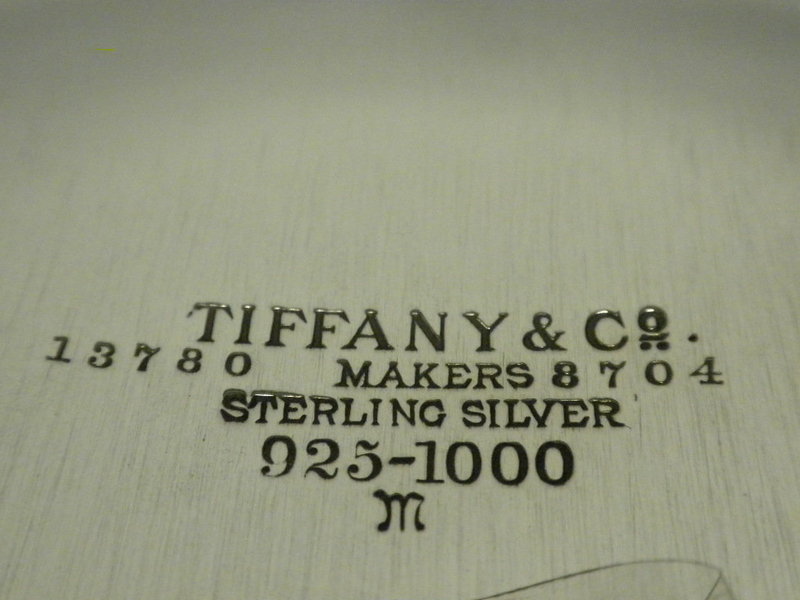 TIFFANY & Cº.
13780 MAKERS 8704
STERLING SILVER
925-1000
M